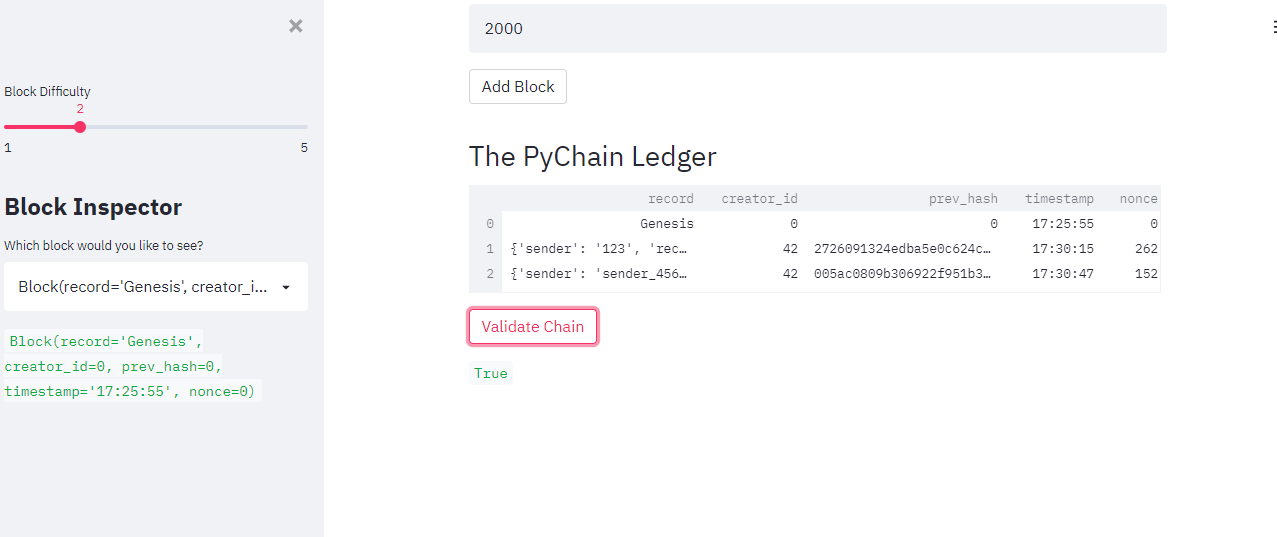 Block Difficulty
2
1 5
Block Inspector
Which block would you like to see?
Block(record='Genesis', creator_i...
Block(record='Genesis',
creator_id=0, prev_hash=0,
timestamp='17:25:55', nonce=0)
2000
Add Block
The PyChain Ledger
record creator_id prev_hash timestamp nonce
0 Genesis 0 0 17:25:55 0
1 {'sender': '123', 'rec… 42 2726091324edba5e0c624c… 17:30:15 262
2 {'sender': 'sender_456… 42 005ac0809b306922f951b3… 17:30:47 152
Validate Chain
True